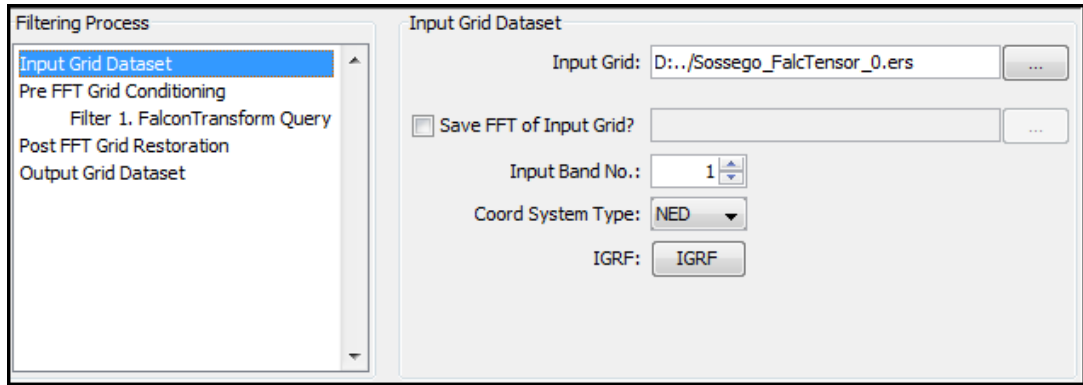 Filtering Process
Input Grid Dataset
Pre FFT Grid Conditioning
Filter 1. FalconTransform Query
Post FFT Grid Restoration
Output Grid Dataset
Input Grid Dataset
Input Grid: D:../Sossego_FalcTensor_0.ers ...
Save FFT of Input Grid? ...
Input Band No.: 1
Coord System Type: NED
IGRF: IGRF